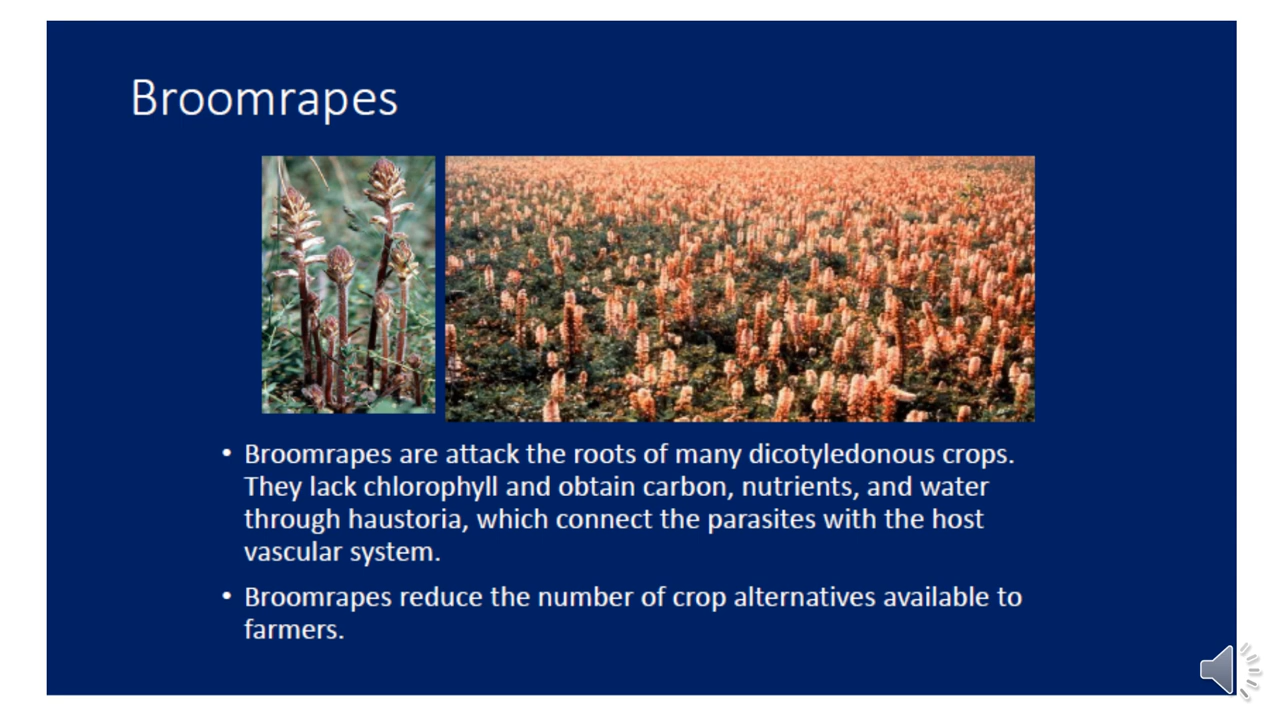 Broomrapes
• Broomrapes are attack the roots of many dicotyledonous crops.
They lack chlorophyll and obtain carbon, nutrients, and water
through haustoria, which connect the parasites with the host
vascular system.
• Broomrapes reduce the number of crop alternatives available to
farmers.